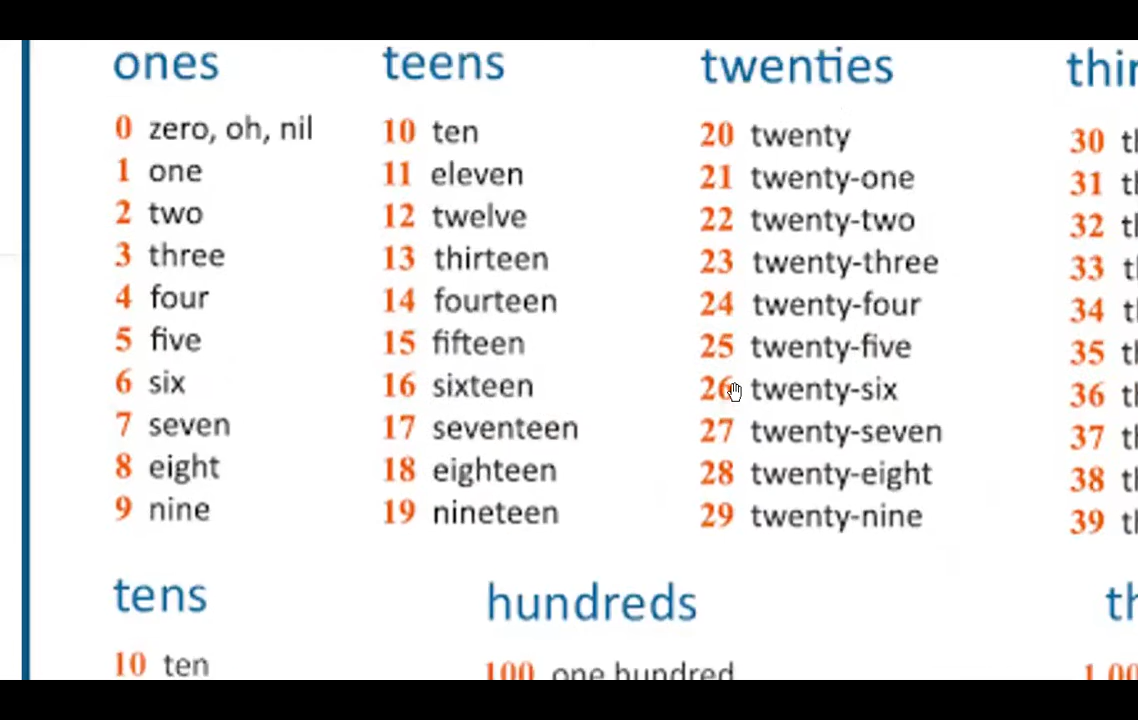 ones
0 zero, oh, nil
1 one
2 two
3 three
4 four
5 five
6 six
7 seven
8 eight
9 nine
teens
10 ten
11 eleven
12 twelve
13 thirteen
14 fourteen
15 fifteen
16 sixteen
17 seventeen
18 eighteen
19 nineteen
twenties
20 twenty
21 twenty-one
22 twenty-two
23 twenty-three
24 twenty-four
25 twenty-five
26 twenty-six
27 twenty-seven
28 twenty-eight
29 twenty-nine
30
31
32
33
34
35
36
37
38
39
tens
10 ten
hundreds
100 one hundred